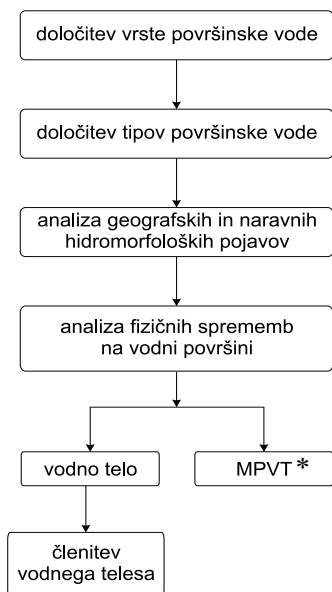 določitev vrste površinske vode
določitev tipov površinske vode
analiza geografskih in naravnih
hidromorfoloških pojavov
analiza fizičnih sprememb
na vodni površini
vodno telo
MPVT *
členitev
vodnega telesa